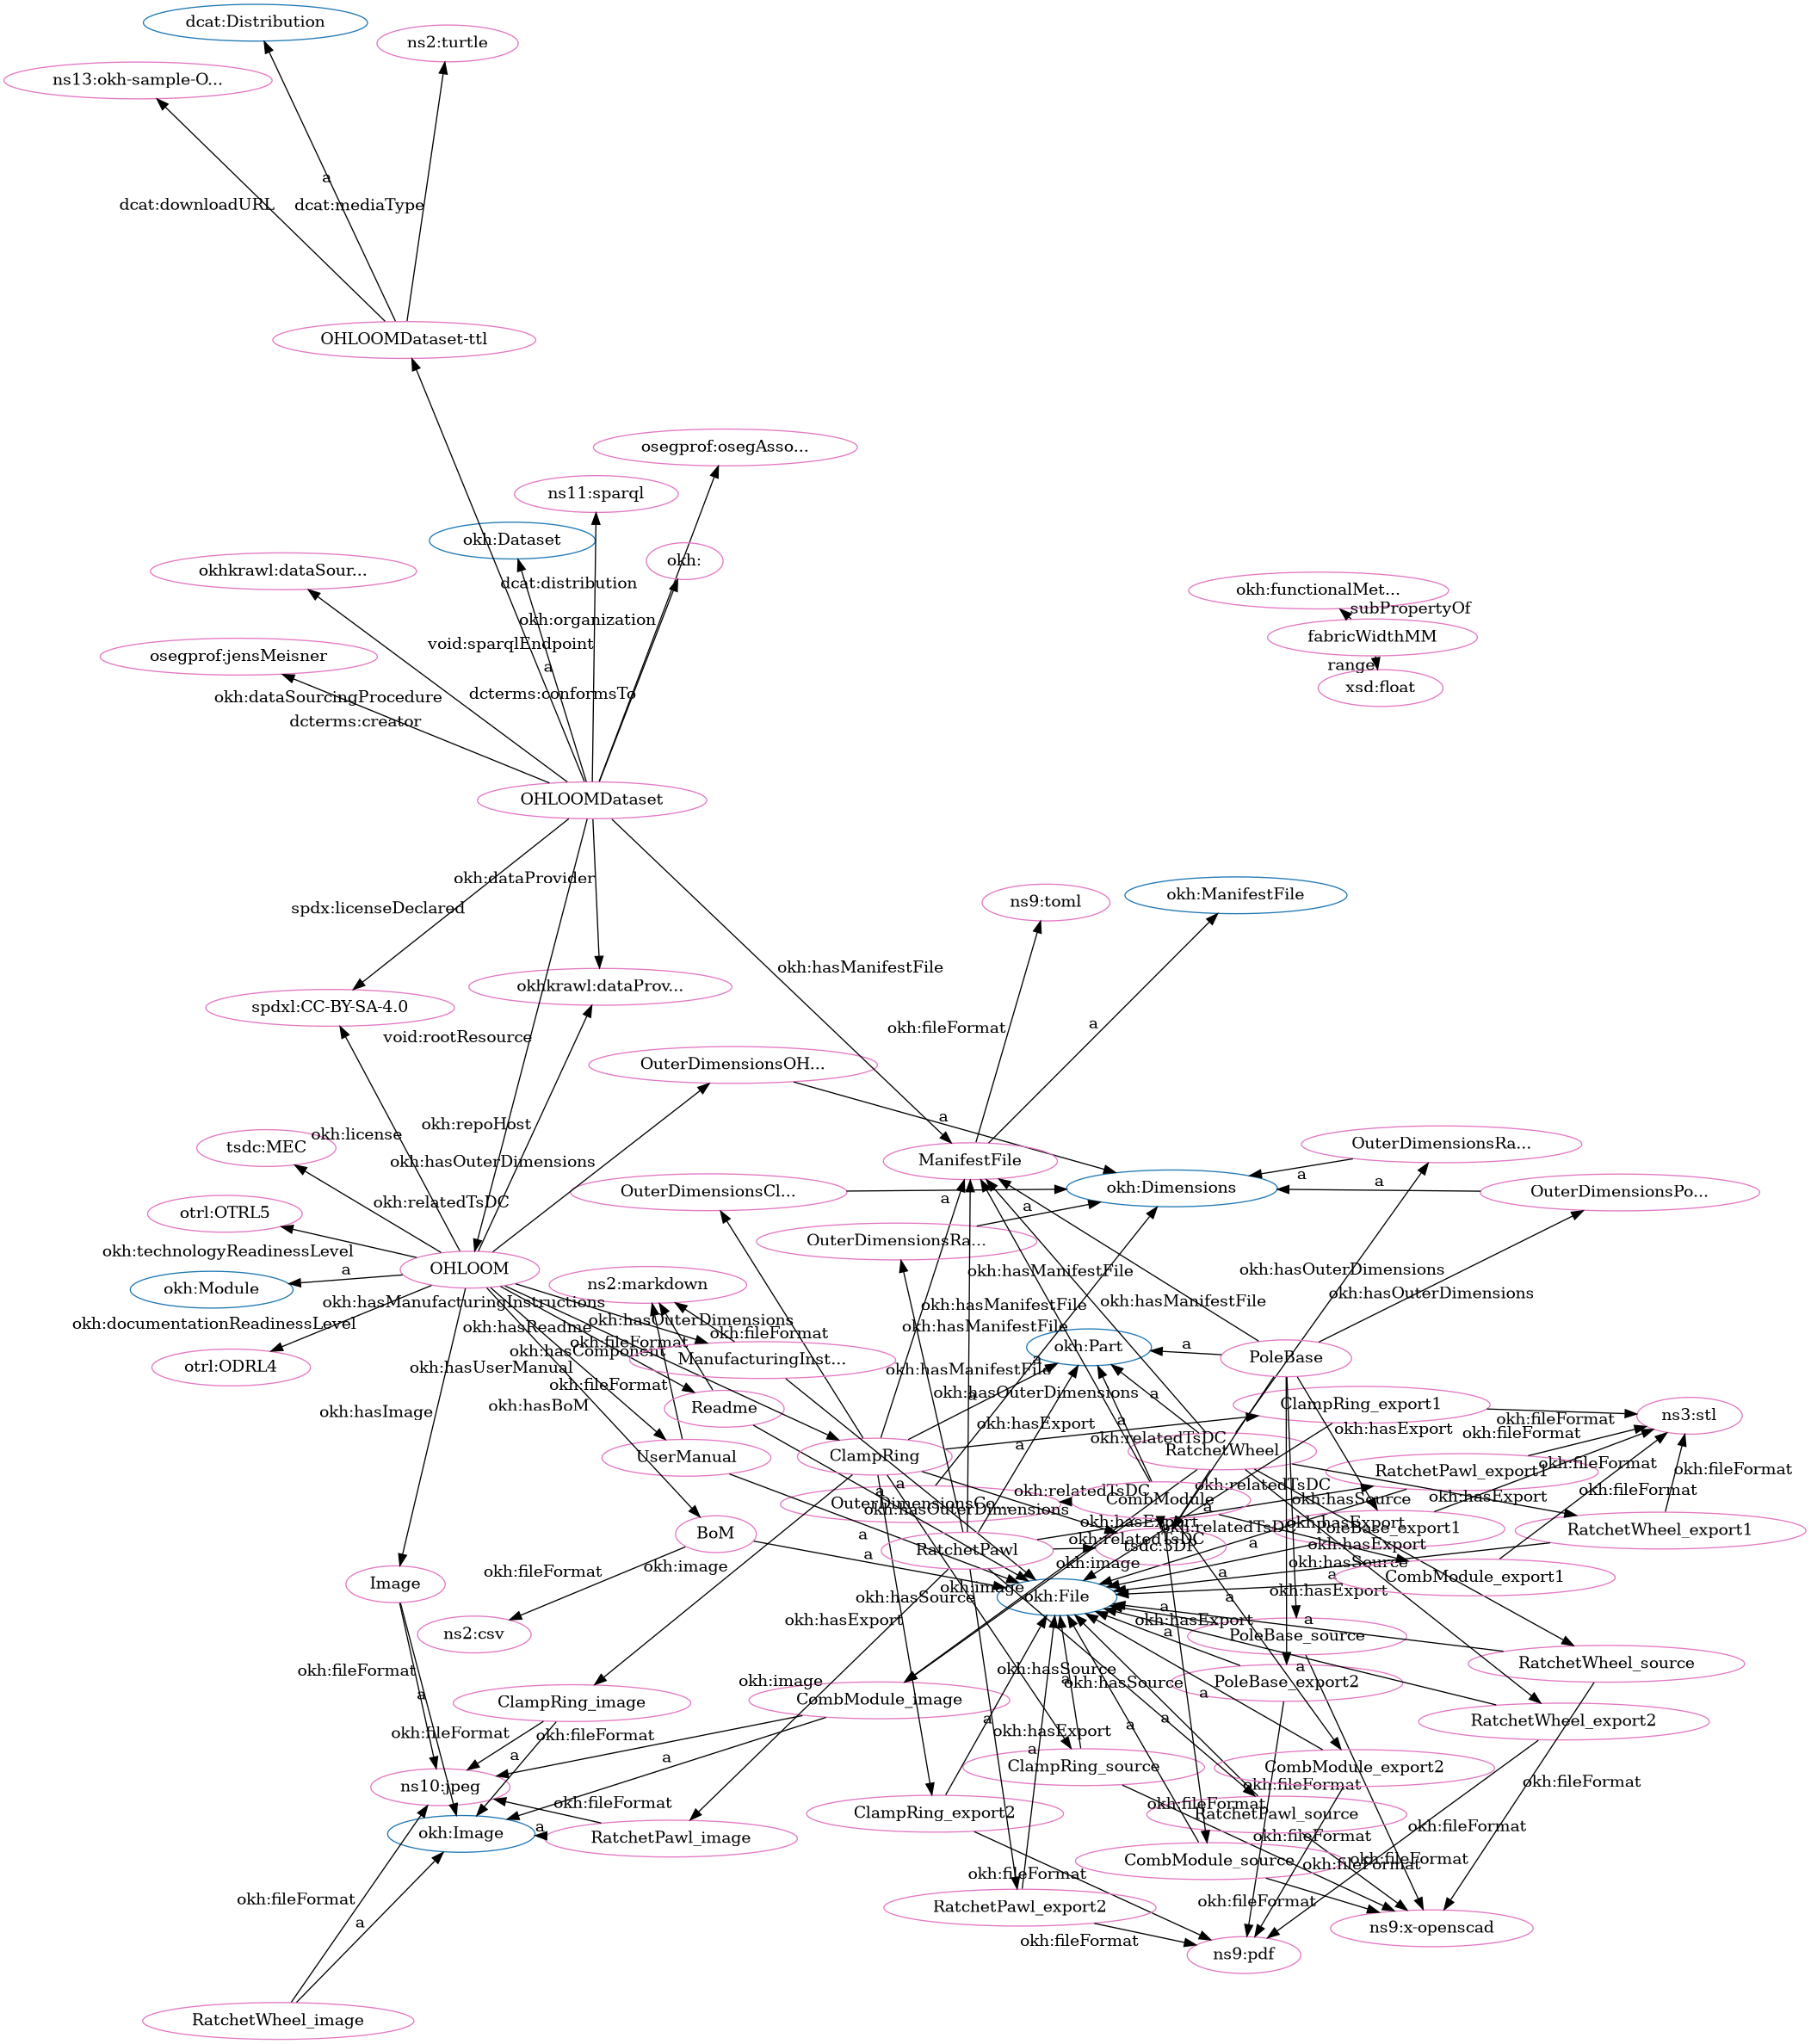 dcat:Distribution
ns2:turtle
ns13:okh-sample-O...
a
dcat:downloadURL
dcat:mediaType
OHLOOMDataset-ttl
osegprof:osegAsso...
ns11:sparql
okh:Dataset
okh:
okhkrawl:dataSour...
dcat:distribution
okh:functionalMet...
subPropertyOf
okh:organization
fabricWidthMM
void:sparqlEndpoint
osegprof:jensMeisner
a
range
xsd:float
dcterms:conformsTo
okh:dataSourcingProcedure
dcterms:creator
OHLOOMDataset
okh:dataProvider
okh:ManifestFile
ns9:toml
spdx:licenseDeclared
okh:hasManifestFile
okhkrawl:dataProv...
spdxl:CC-BY-SA-4.0
a
okh:fileFormat
void:rootResource
OuterDimensionsOH...
a
okh:repoHost
okh:license
tsdc:MEC
OuterDimensionsRa...
ManifestFile
okh:hasOuterDimensions
a
a
okh:Dimensions
OuterDimensionsCl...
OuterDimensionsPo...
a
okh:relatedTsDC
a
otrl:OTRL5
OuterDimensionsRa...
okh:technologyReadinessLevel
OHLOOM
a
okh:hasManifestFile
okh:hasOuterDimensions
ns2:markdown
okh:Module
okh:hasOuterDimensions
okh:hasManufacturingInstructions
okh:hasManifestFile
okh:hasManifestFile
okh:hasOuterDimensions
okh:documentationReadinessLevel
okh:hasReadme
okh:hasManifestFile
okh:fileFormat
okh:fileFormat
okh:Part
a
okh:hasComponent
PoleBase
ManufacturingInst...
a
otrl:ODRL4
okh:hasUserManual
okh:hasManifestFile
okh:fileFormat
okh:hasOuterDimensions
a
a
okh:hasBoM
Readme
ClampRing_export1
okh:hasImage
ns3:stl
okh:hasExport
a
okh:fileFormat
okh:hasExport
okh:fileFormat
okh:relatedTsDC
a
RatchetWheel
UserManual
ClampRing
okh:fileFormat
okh:fileFormat
RatchetPawl_export1
a
a
okh:relatedTsDC
okh:relatedTsDC
okh:fileFormat
okh:hasSource
okh:hasExport
CombModule
OuterDimensionsCo...
okh:hasOuterDimensions
a
okh:hasExport
okh:hasExport
okh:relatedTsDC
PoleBase_export1
RatchetWheel_export1
BoM
a
okh:relatedTsDC
a
okh:hasExport
tsdc:3DP
RatchetPawl
a
okh:image
okh:image
okh:hasSource
okh:fileFormat
a
a
CombModule_export1
Image
okh:image
okh:hasExport
okh:hasSource
okh:File
a
a
okh:hasExport
okh:hasExport
a
ns2:csv
a
PoleBase_source
RatchetWheel_source
okh:fileFormat
okh:hasSource
a
okh:image
okh:hasSource
a
PoleBase_export2
a
a
ClampRing_image
CombModule_image
a
RatchetWheel_export2
a
a
okh:fileFormat
okh:fileFormat
okh:hasExport
a
a
a
ClampRing_source
CombModule_export2
okh:fileFormat
ns10:jpeg
okh:fileFormat
okh:fileFormat
okh:fileFormat
ClampRing_export2
RatchetPawl_source
okh:fileFormat
a
okh:Image
RatchetPawl_image
okh:fileFormat
CombModule_source
okh:fileFormat
okh:fileFormat
okh:fileFormat
okh:fileFormat
okh:fileFormat
RatchetPawl_export2
a
ns9:x-openscad
okh:fileFormat
ns9:pdf
RatchetWheel_image